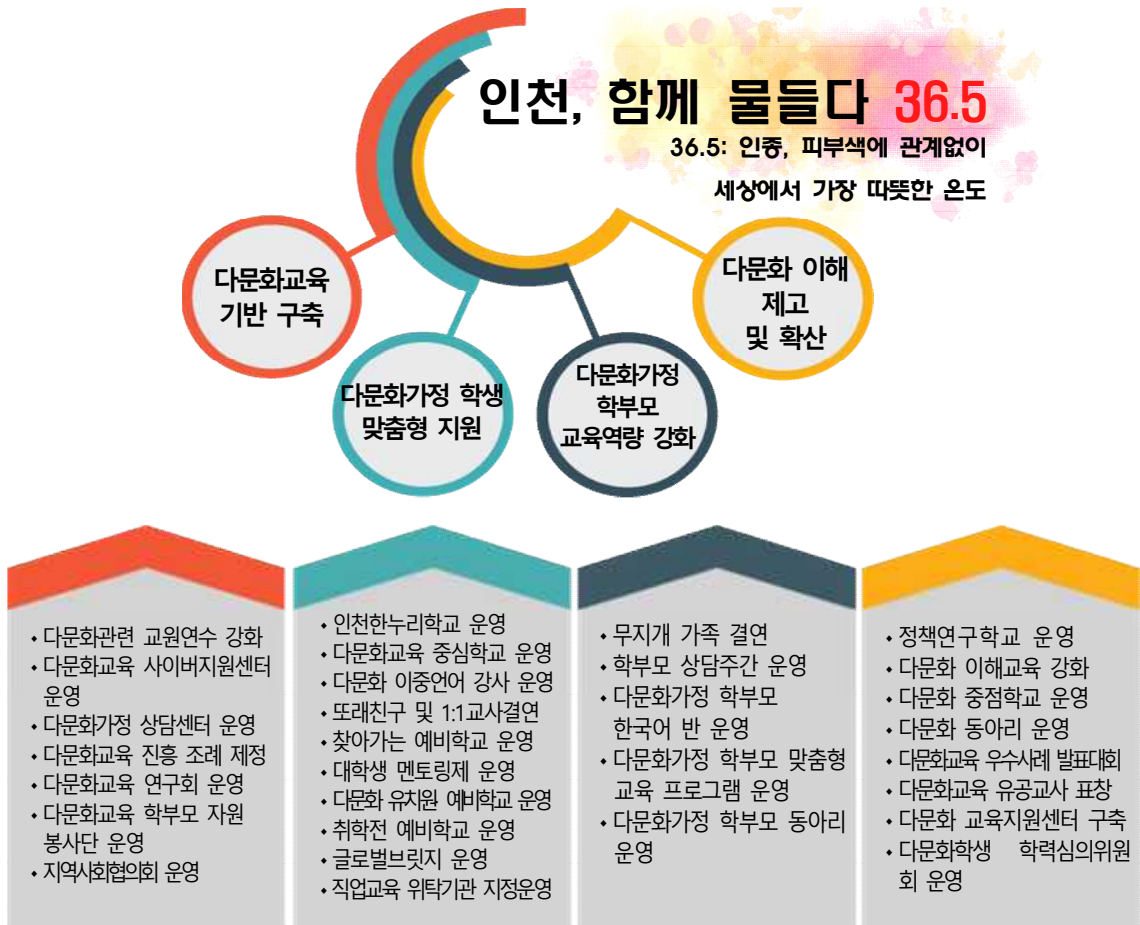 인천, 함께 물들다 36.5
36.5: 인종, 피부색에 관계없이
세상에서 가장 따뜻한 온도
다문화교육
기반 구축
다문화가정 학생
맞춤형 지원
다문화가정
학부모
교육역량 강화
다문화 이해
제고
및 확산
• 다문화관련 교원연수 강화
• 다문화교육 사이버지원센터
운영
• 다문화가정 상담센터 운영
• 다문화교육 진흥 조례 제정
• 다문화교육 연구회 운영
• 다문화교육 학부모 자원
봉사단 운영
• 지역사회협의회 운영
• 인천한누리학교 운영
• 다문화교육 중심학교 운영
• 다문화 이중언어 강사 운영
• 또래친구 및 1:1교사결연
• 찾아가는 예비학교 운영
• 대학생 멘토링제 운영
• 다문화 유치원 예비학교 운영
• 취학전 예비학교 운영
• 글로벌브릿지 운영
• 직업교육 위탁기관 지정운영
• 무지개 가족 결연
• 학부모 상담주간 운영
• 다문화가정 학부모
한국어 반 운영
• 다문화가정 학부모 맞춤형
교육 프로그램 운영
• 다문화가정 학부모 동아리
운영
• 정책연구학교 운영
• 다문화 이해교육 강화
• 다문화 중점학교 운영
• 다문화 동아리 운영
• 다문화교육 우수사례 발표대회
• 다문화교육 유공교사 표창
• 다문화 교육지원센터 구축
• 다문화학생 학력심의위원
회 운영